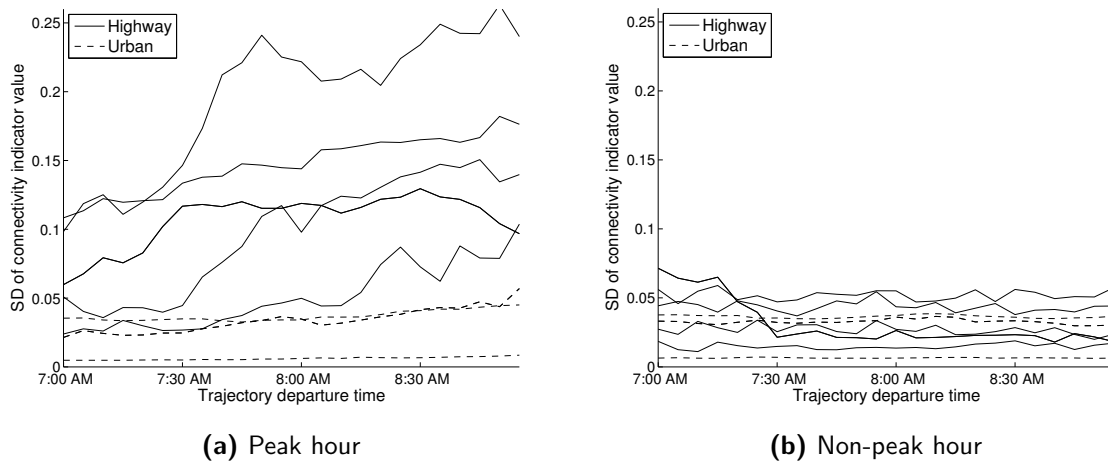 SD of connectivity indicator value
0.25
0.2
0.15
0.1
0.05
0
Highway
Urban
7:00 AM 7:30 AM 8:00 AM 8:30 AM
Trajectory departure time
(a) Peak hour
SD of connectivity indicator value
0.25
0.2
0.15
0.1
0.05
0
Highway
Urban
7:00 AM 7:30 AM 8:00 AM 8:30 AM
Trajectory departure time
(b) Non-peak hour